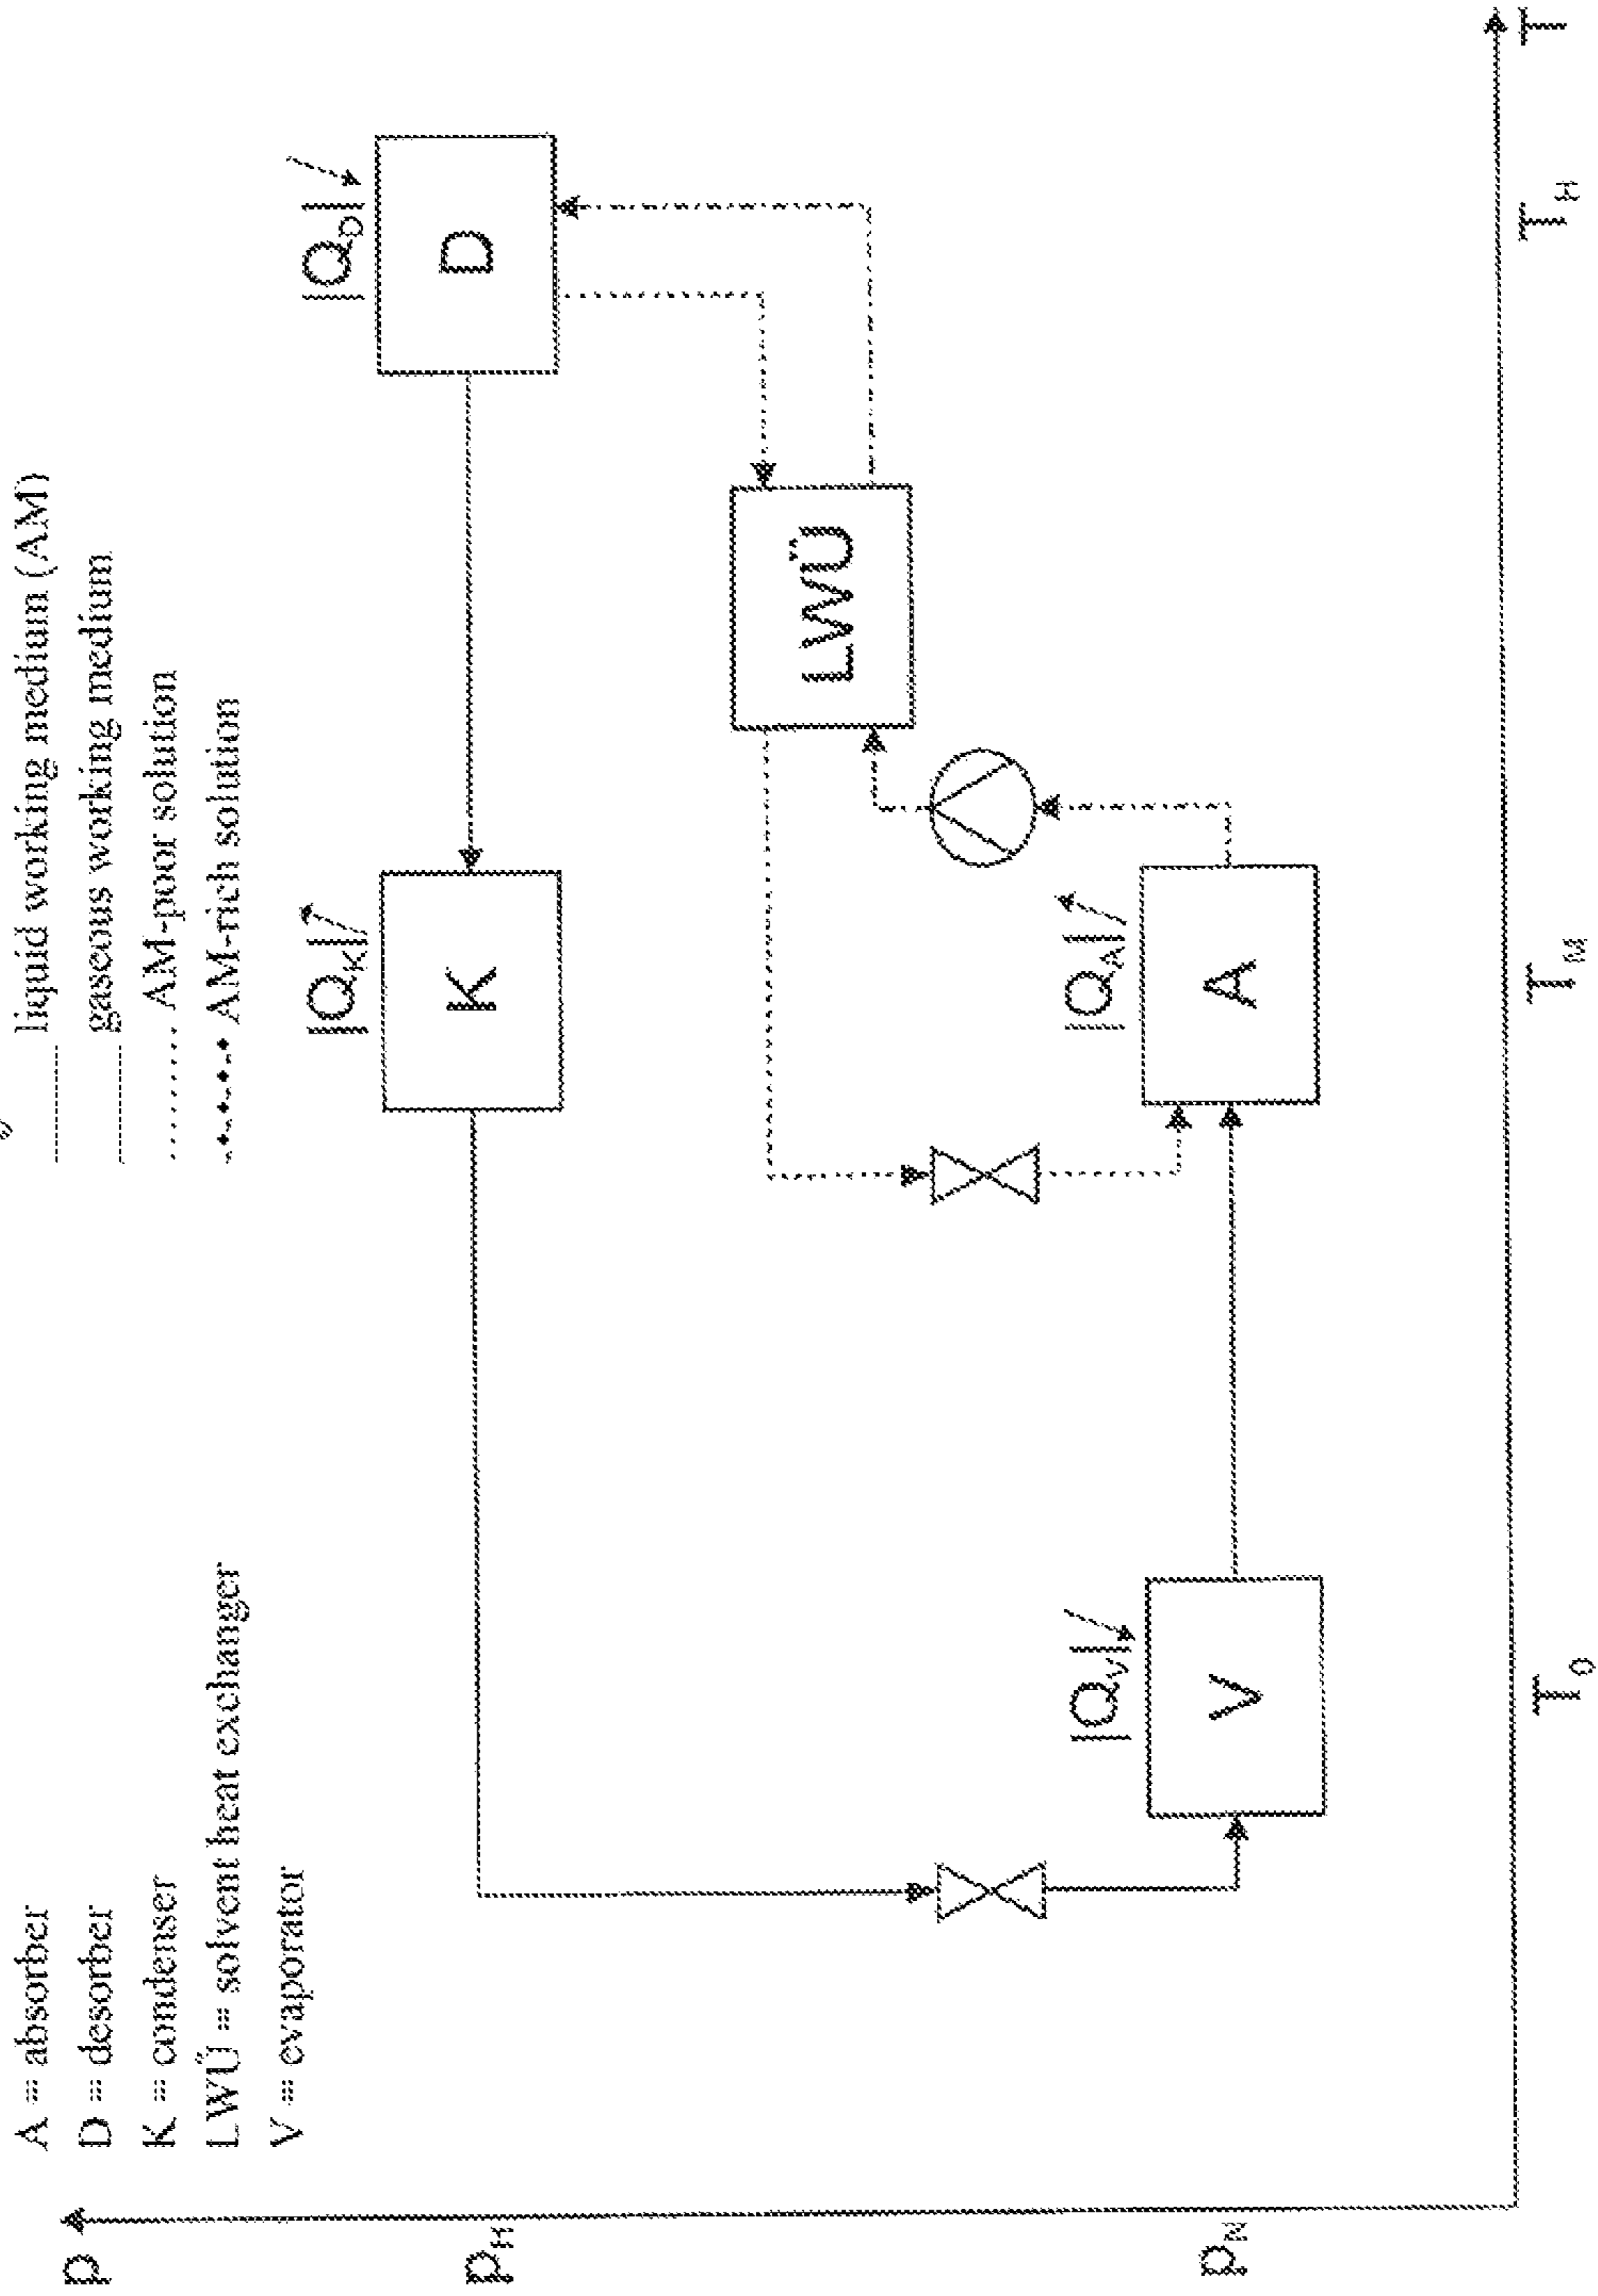 A = absorber
D = desorber
K = condenser
LWÜ = solvent heat exchanger
V = evaporator
liquid working medium (AM)
gaseous working medium
AM-poor solution
AM-rich solution
p
p_H
|Q_K|
|Q_D|
K
D
LWÜ
|Q_V|
|Q_A|
p_N
V
A
T_0
T_M
T_H
T